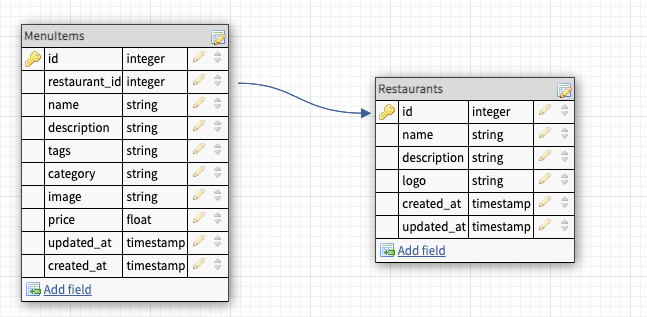 MenuItems
id integer
restaurant_id integer
name string
description string
tags string
category string
image string
price float
updated_at timestamp
created_at timestamp
Add field
Restaurants
id integer
name string
description string
logo string
created_at timestamp
updated_at timestamp
Add field